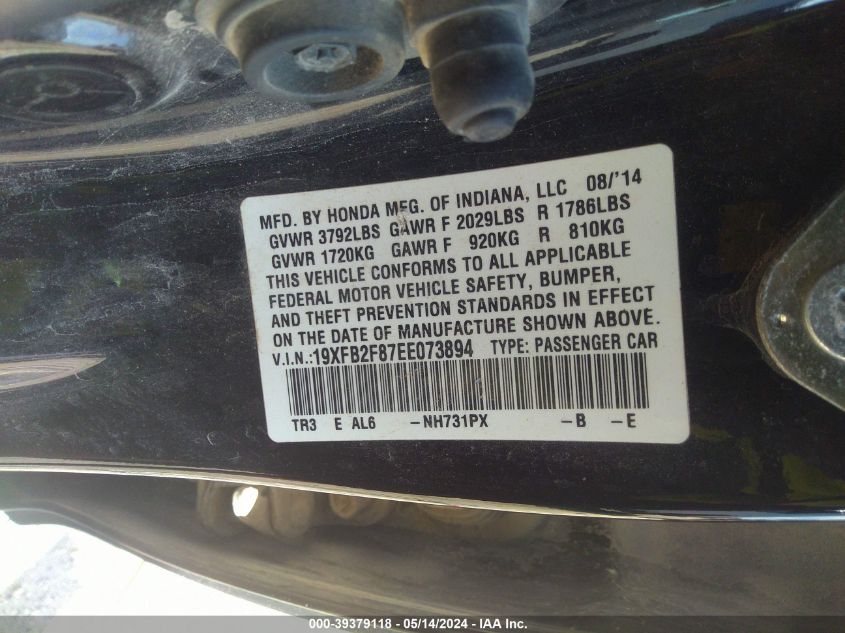 MFD. BY HONDA MFG. OF INDIANA, LLC 08/'14
GVWR 3792LBS GAWR F 2029LBS R 1786LBS
GVWR 1720KG GAWR F 920KG R 810KG
THIS VEHICLE CONFORMS TO ALL APPLICABLE
FEDERAL MOTOR VEHICLE SAFETY, BUMPER,
AND THEFT PREVENTION STANDARDS IN EFFECT
ON THE DATE OF MANUFACTURE SHOWN ABOVE.
V.I.N.:19XFB2F87EE073894 TYPE: PASSENGER CAR
TR3 E AL6 -NH731PX -B -E
000-39379118 - 05/14/2024 - IAA Inc.